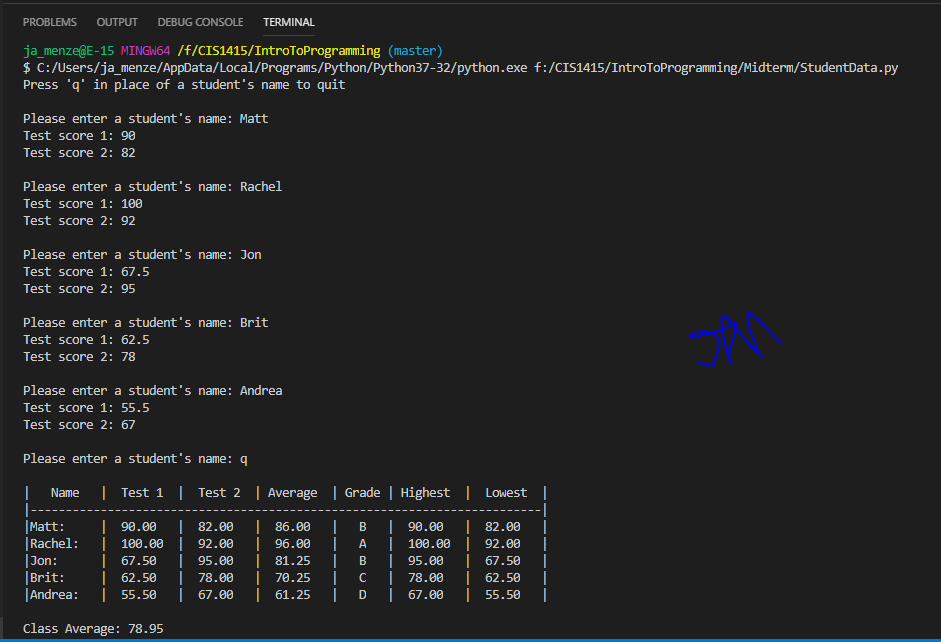 PROBLEMS OUTPUT DEBUG CONSOLE TERMINAL
ja_menze@E-15 MINGW64 /f/CIS1415/IntroToProgramming (master)
$ C:/Users/ja_menze/AppData/Local/Programs/Python/Python37-32/python.exe f:/CIS1415/IntroToProgramming/Midterm/StudentData.py
Press 'q' in place of a student's name to quit
Please enter a student's name: Matt
Test score 1: 90
Test score 2: 82
Please enter a student's name: Rachel
Test score 1: 100
Test score 2: 92
Please enter a student's name: Jon
Test score 1: 67.5
Test score 2: 95
Please enter a student's name: Brit
Test score 1: 62.5
Test score 2: 78
Please enter a student's name: Andrea
Test score 1: 55.5
Test score 2: 67
Please enter a student's name: q
| Name | Test 1 | Test 2 | Average | Grade | Highest | Lowest |
|-------------------------------------------------------------------------|
|Matt: | 90.00 | 82.00 | 86.00 | B | 90.00 | 82.00 |
|Rachel: | 100.00 | 92.00 | 96.00 | A | 100.00 | 92.00 |
|Jon: | 67.50 | 95.00 | 81.25 | B | 95.00 | 67.50 |
|Brit: | 62.50 | 78.00 | 70.25 | C | 78.00 | 62.50 |
|Andrea: | 55.50 | 67.00 | 61.25 | D | 67.00 | 55.50 |
Class Average: 78.95